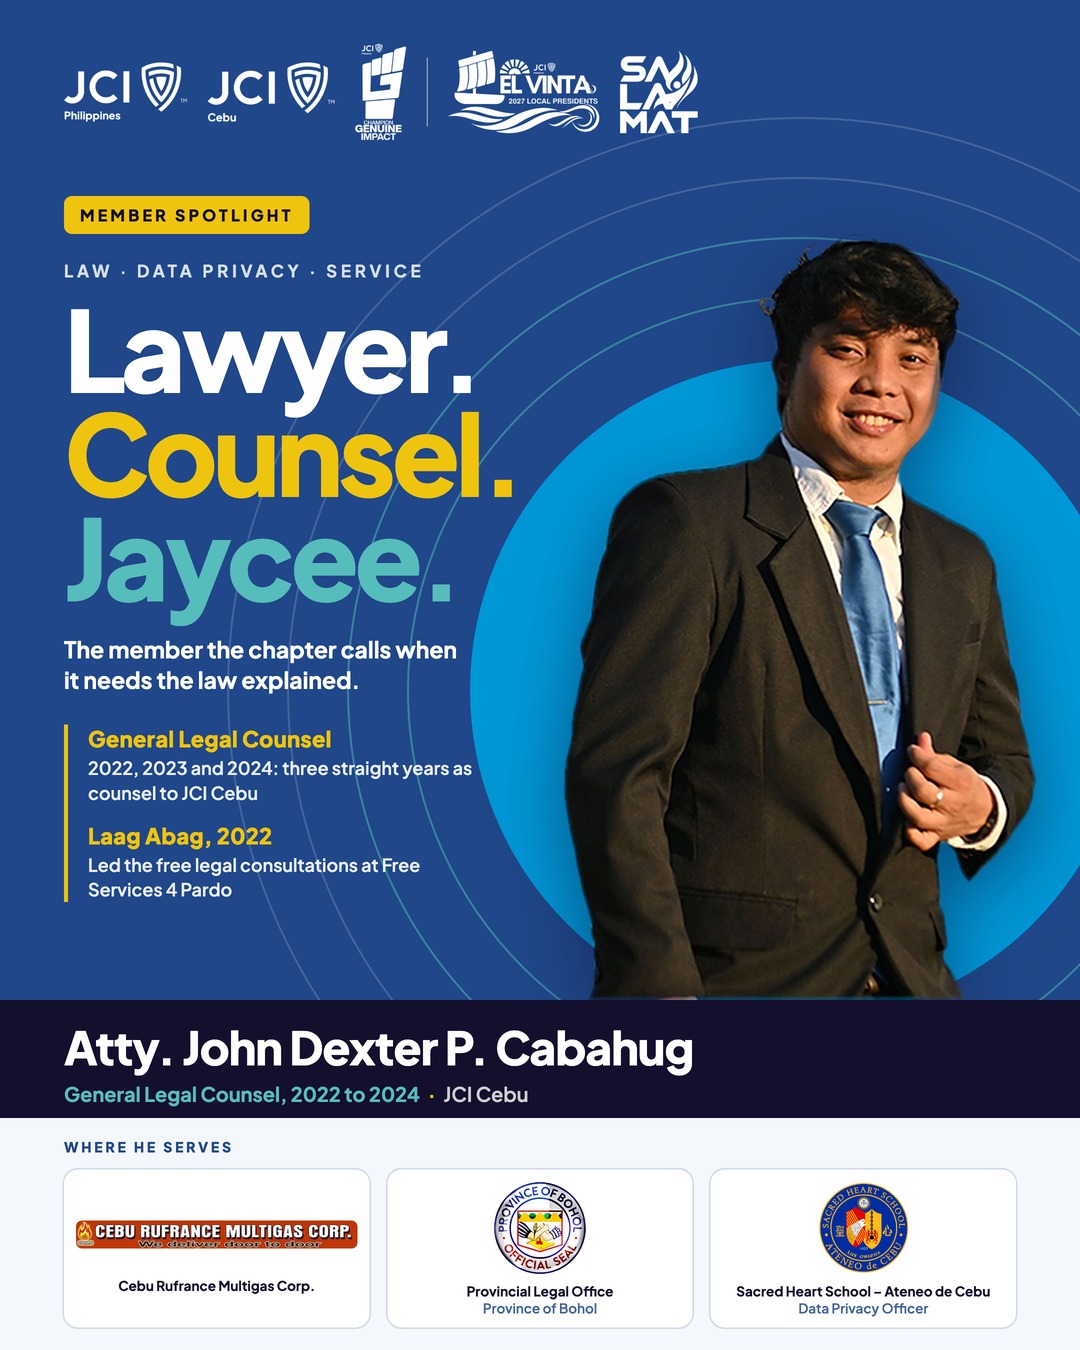 JCI
Philippines
JCI
Cebu
JCI
CHAMPION
GENUINE
IMPACT
JCI
EL VINTA
2027 LOCAL PRESIDENTS
SALAMAT
MEMBER SPOTLIGHT
LAW · DATA PRIVACY · SERVICE
Lawyer.
Counsel.
Jaycee.
The member the chapter calls when
it needs the law explained.
General Legal Counsel
2022, 2023 and 2024: three straight years as
counsel to JCI Cebu
Laag Abag, 2022
Led the free legal consultations at Free
Services 4 Pardo
Atty. John Dexter P. Cabahug
General Legal Counsel, 2022 to 2024 · JCI Cebu
WHERE HE SERVES
CEBU RUFRANCE MULTIGAS CORP.
We deliver door to door
Cebu Rufrance Multigas Corp.
PROVINCE OF BOHOL
OFFICIAL SEAL
Provincial Legal Office
Province of Bohol
SACRED HEART SCHOOL
ATENEO de CEBU
Sacred Heart School – Ateneo de Cebu
Data Privacy Officer